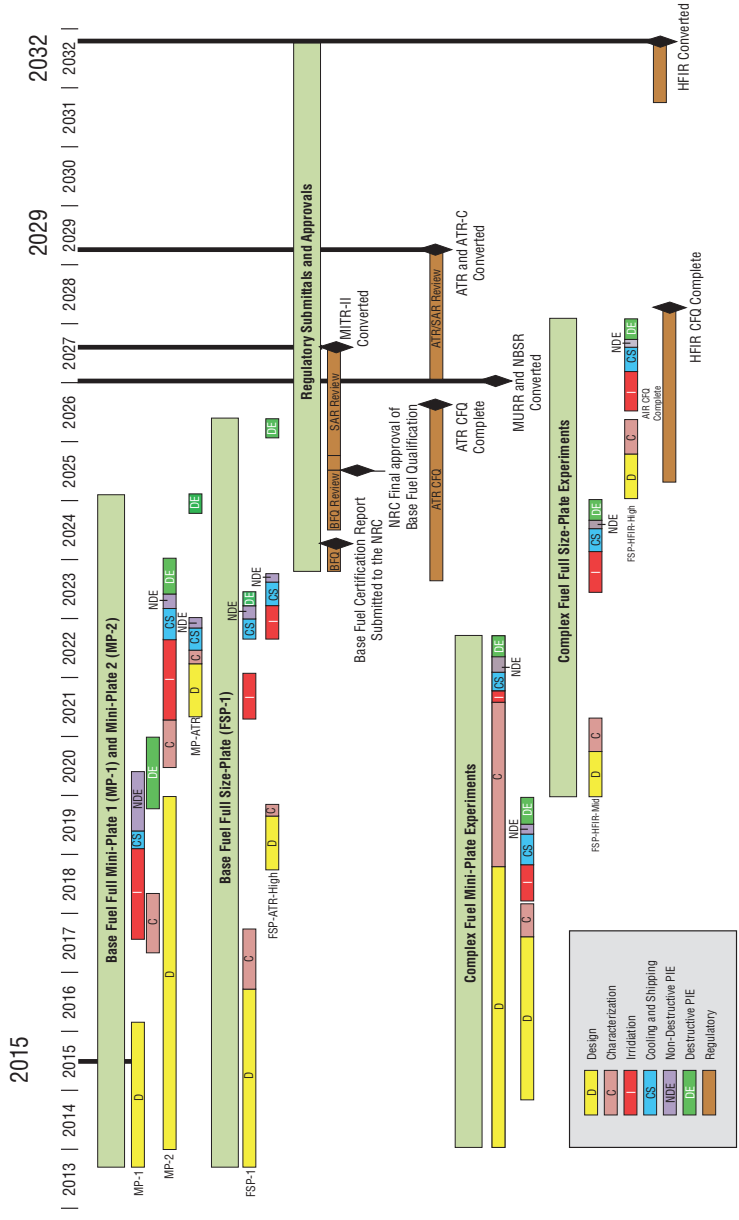 2015
2029
2032
2013
2014
2015
2016
2017
2018
2019
2020
2021
2022
2023
2024
2025
2026
2027
2028
2029
2030
2031
2032
Base Fuel Full Mini-Plate 1 (MP-1) and Mini-Plate 2 (MP-2)
MP-1
D
I
CS
NDE
C
DE
MP-2
D
C
I
CS
NDE
DE
MP-ATR
D
C
CS
NDE
DE
Base Fuel Full Size-Plate (FSP-1)
FSP-1
D
C
I
CS
NDE
DE
FSP-ATR-High
D
C
I
CS
NDE
DE
Regulatory Submittals and Approvals
BFQ
BFQ Review
SAR Review
MITR-II
Converted
Base Fuel Certification Report
Submitted to the NRC
NRC Final approval of
Base Fuel Qualification
ATR CFQ
ATR/SAR Review
ATR CFQ
Complete
ATR and ATR-C
Converted
MURR and NBSR
Converted
Complex Fuel Mini-Plate Experiments
D
C
I
CS
NDE
DE
D
C
I
CS
NDE
DE
Complex Fuel Full Size-Plate Experiments
FSP-HFIR-Mid
D
C
I
CS
NDE
DE
FSP-HFIR-High
D
C
I
CS
NDE
DE
AIR CFQ
Complete
HFIR CFQ Complete
HFIR Converted
D
Design
C
Characterization
I
Irridiation
CS
Cooling and Shipping
NDE
Non-Destructive PIE
DE
Destructive PIE
Regulatory